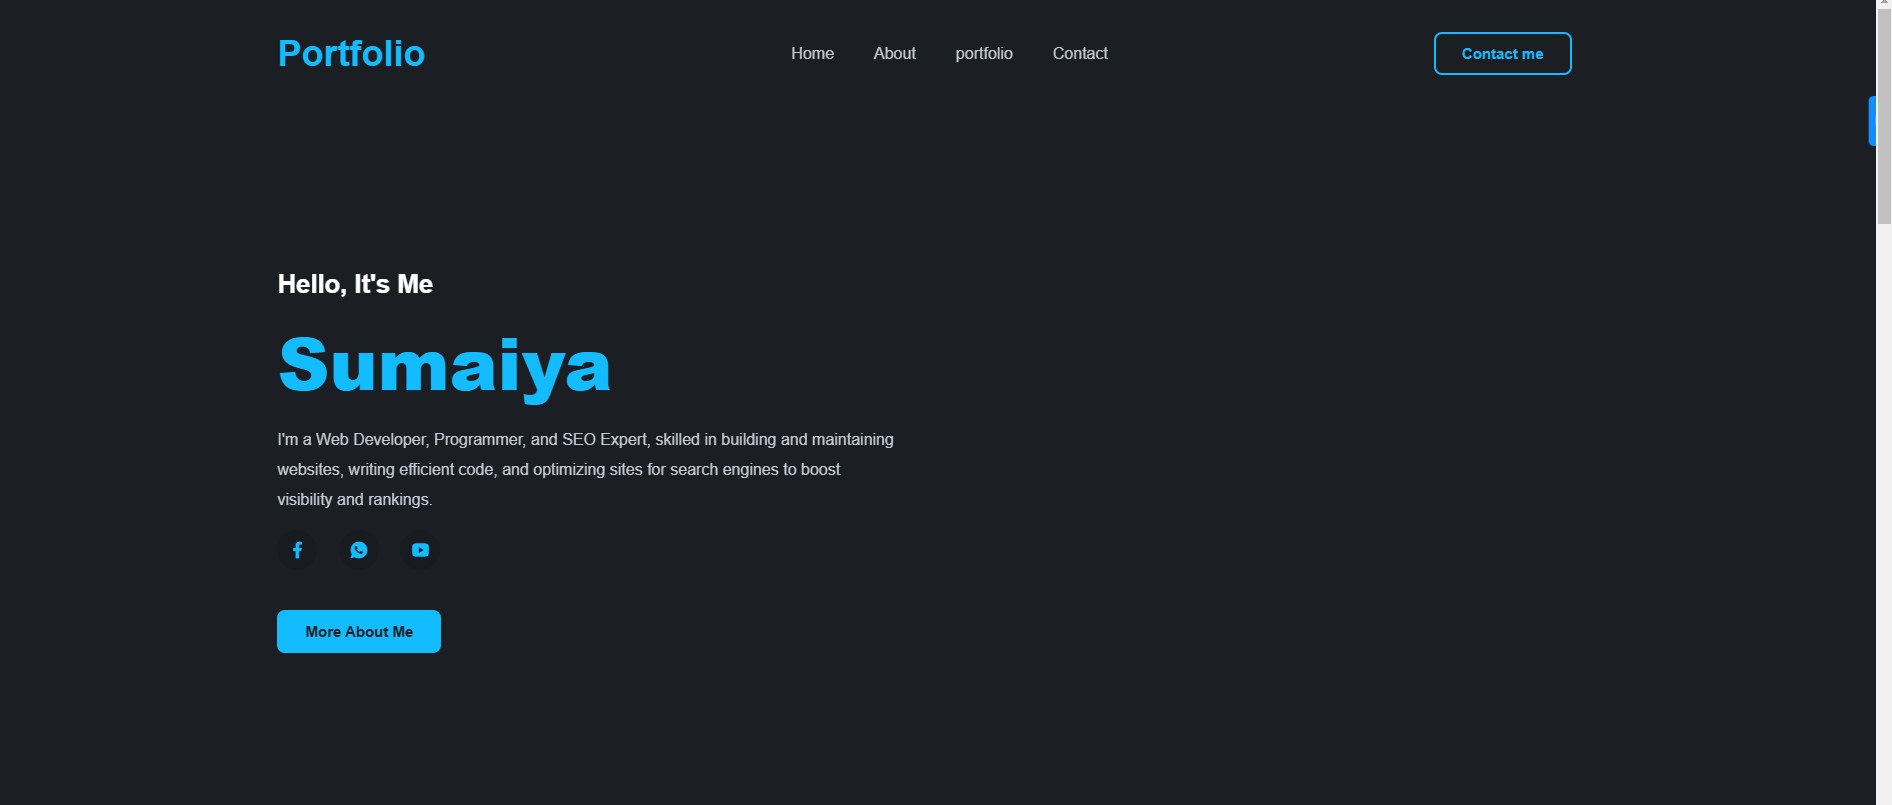 Portfolio
Home About portfolio Contact
Contact me
Hello, It's Me
Sumaiya
I'm a Web Developer, Programmer, and SEO Expert, skilled in building and maintaining
websites, writing efficient code, and optimizing sites for search engines to boost
visibility and rankings.
More About Me